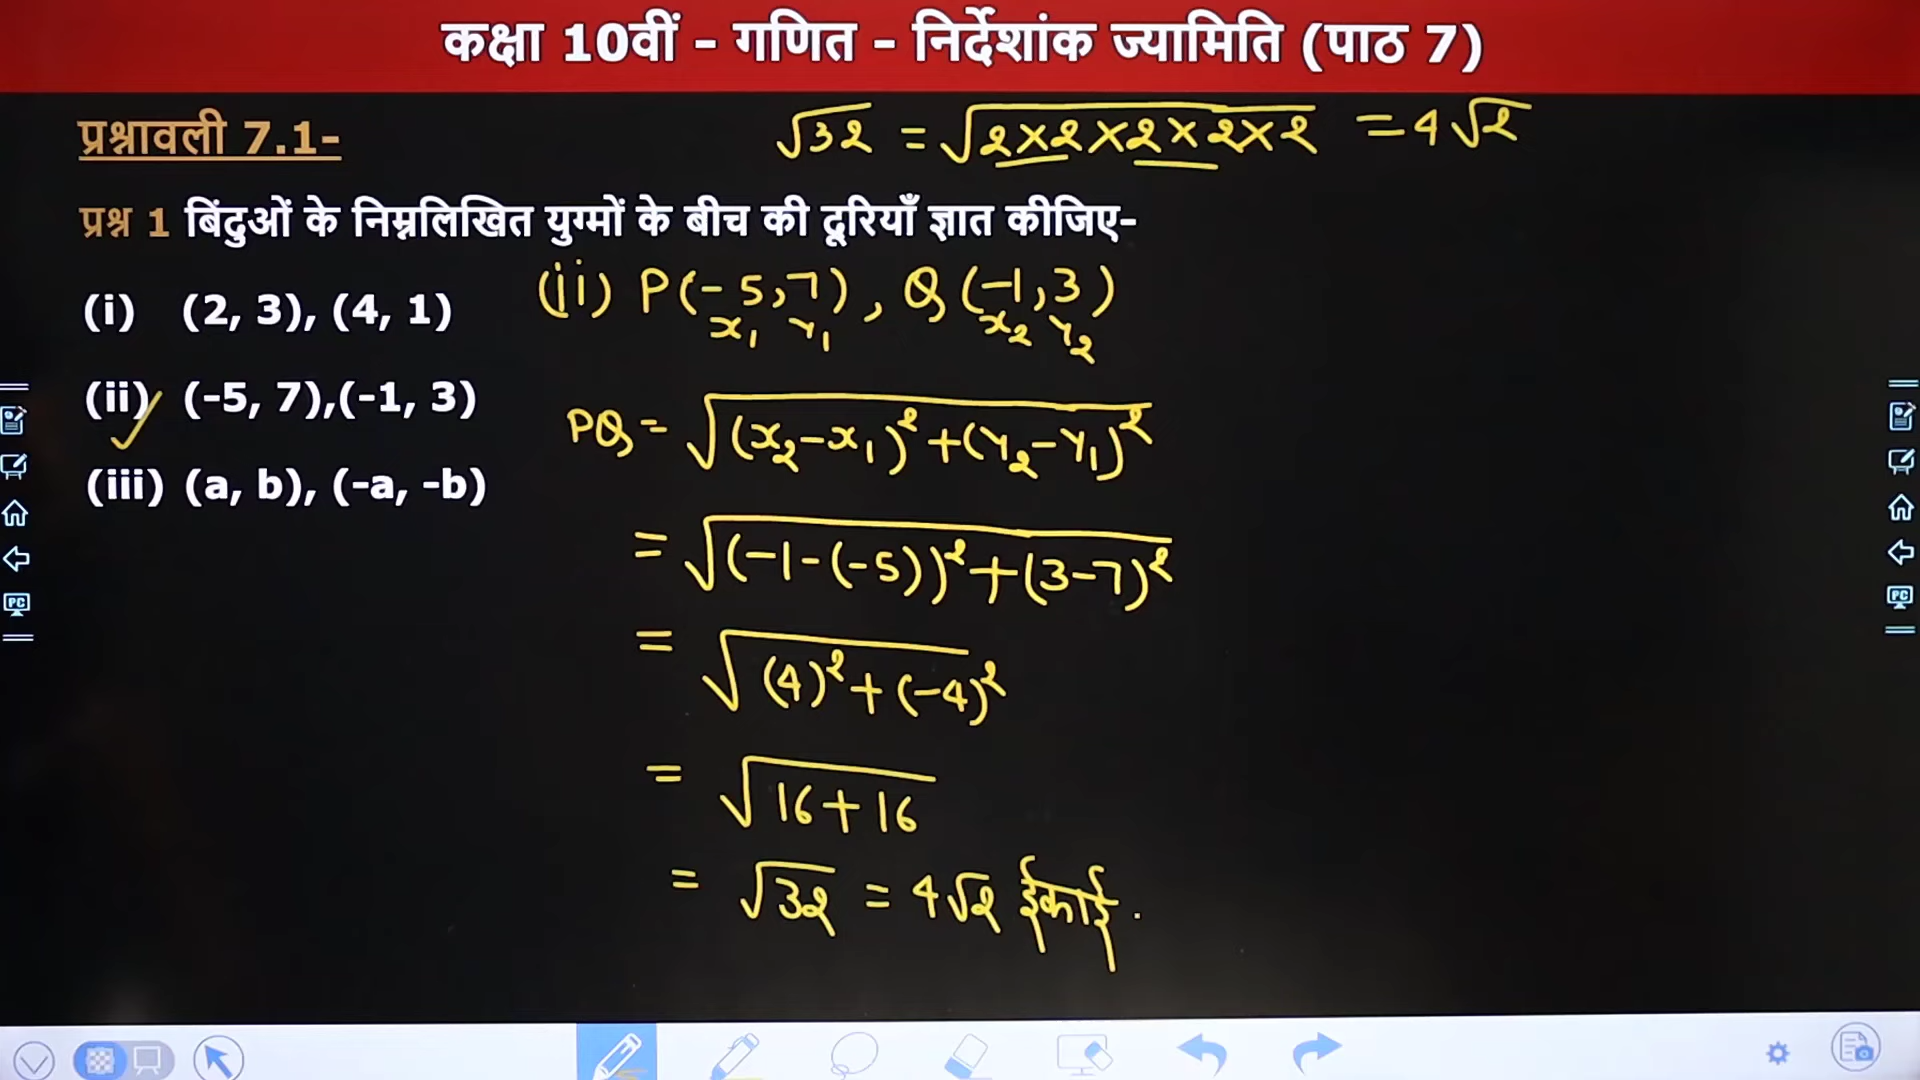 कक्षा 10वीं - गणित - निर्देशांक ज्यामिति (पाठ 7)
प्रश्नावली 7.1-
√32 = √2×2×2×2×2 = 4√2
प्रश्न 1 बिंदुओं के निम्नलिखित युग्मों के बीच की दूरियाँ ज्ञात कीजिए-
(i) (2, 3), (4, 1)
(ii) (-5, 7),(-1, 3)
(iii) (a, b), (-a, -b)
(ii) P(-5,7), Q(-1,3)
x₁ y₁ x₂ y₂
PQ = √(x₂-x₁)²+(y₂-y₁)²
= √(-1-(-5))²+(3-7)²
= √(4)²+(-4)²
= √16+16
= √32 = 4√2 ईकाई.
PC
PC